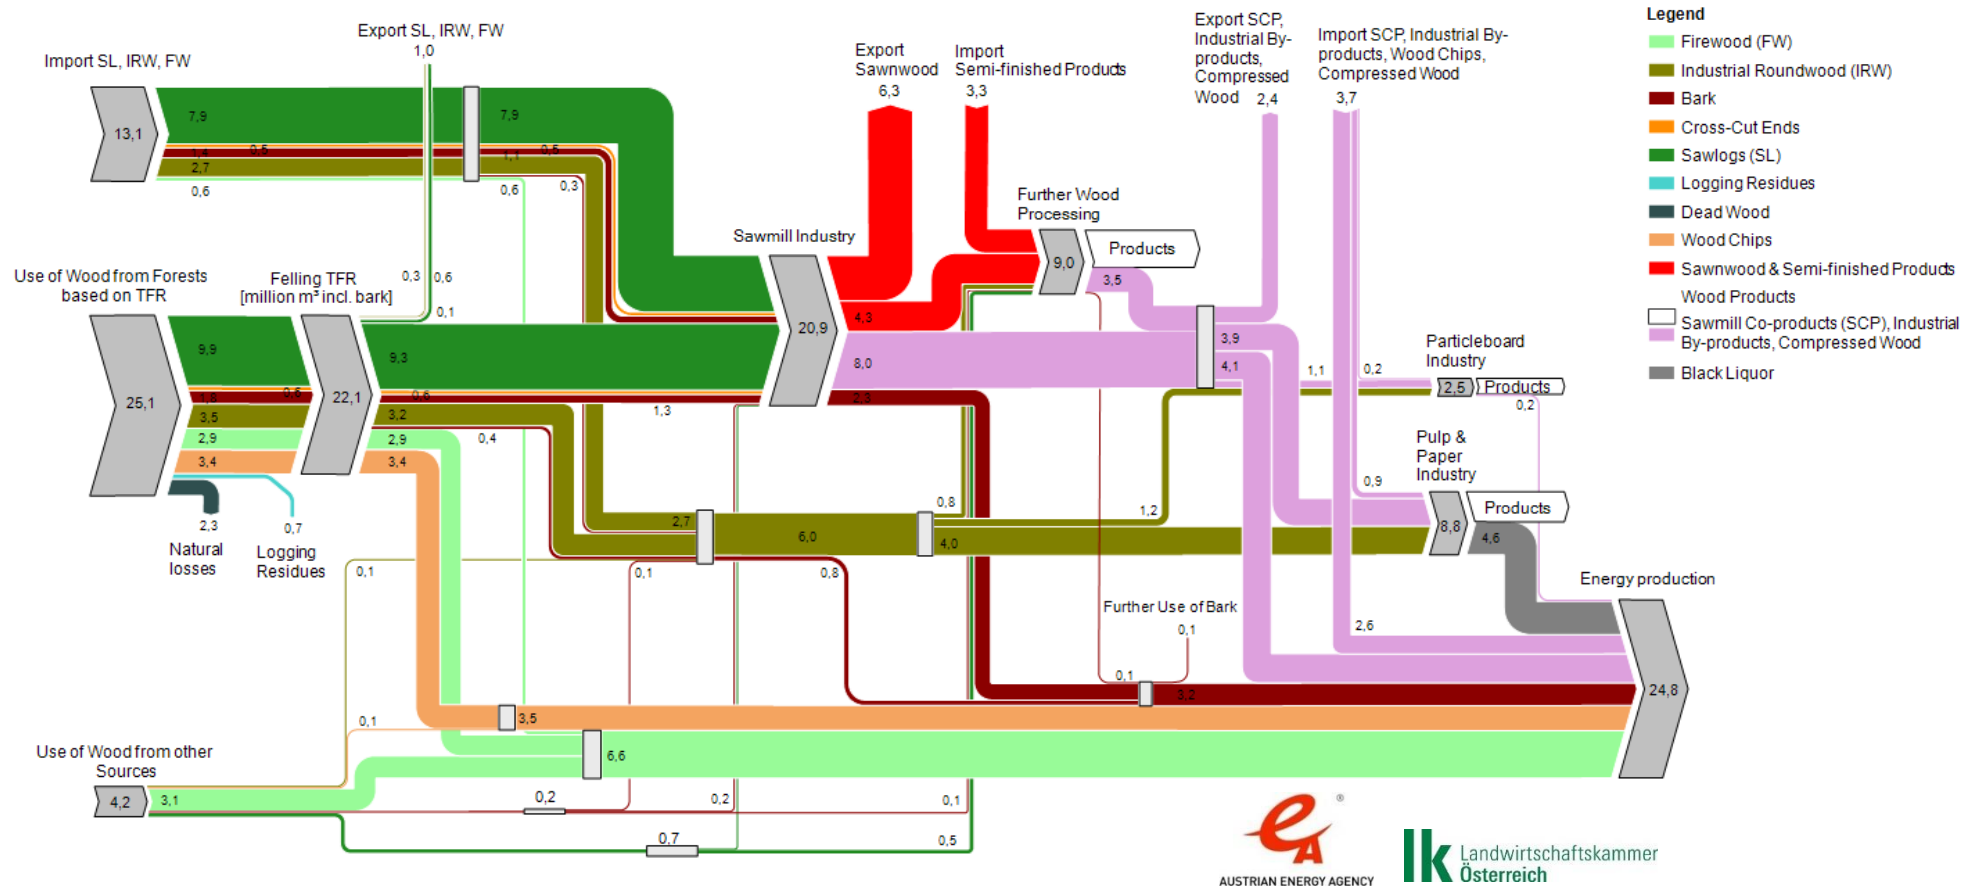 Import SL, IRW, FW
13,1
7,9
1,4
0,5
2,7
0,6
Export SL, IRW, FW
1,0
7,9
0,5
1,1
0,6
0,3
0,3
0,6
0,1
Use of Wood from Forests
based on TFR
25,1
9,9
0,6
1,8
3,5
2,9
3,4
2,3
Natural
losses
0,7
Logging
Residues
Felling TFR
[million m³ incl. bark]
22,1
9,3
0,6
1,3
3,2
0,4
2,9
3,4
Sawmill Industry
20,9
4,3
8,0
2,3
Export
Sawnwood
6,3
Import
Semi-finished Products
3,3
Further Wood
Processing
9,0
Products
3,5
Export SCP,
Industrial By-
products,
Compressed
Wood
2,4
Import SCP, Industrial By-
products, Wood Chips,
Compressed Wood
3,7
3,9
4,1
1,1
0,2
Particleboard
Industry
2,5
Products
0,2
Pulp &
Paper
Industry
0,9
8,8
Products
4,6
2,7
6,0
0,8
4,0
1,2
0,1
0,1
0,8
Further Use of Bark
0,1
0,1
3,2
2,6
Energy production
24,8
0,1
3,5
6,6
Use of Wood from other
Sources
4,2
3,1
0,2
0,2
0,1
0,7
0,5
Legend
Firewood (FW)
Industrial Roundwood (IRW)
Bark
Cross-Cut Ends
Sawlogs (SL)
Logging Residues
Dead Wood
Wood Chips
Sawnwood & Semi-finished Products
Wood Products
Sawmill Co-products (SCP), Industrial
By-products, Compressed Wood
Black Liquor
eA
®
AUSTRIAN ENERGY AGENCY
lk
Landwirtschaftskammer
Österreich